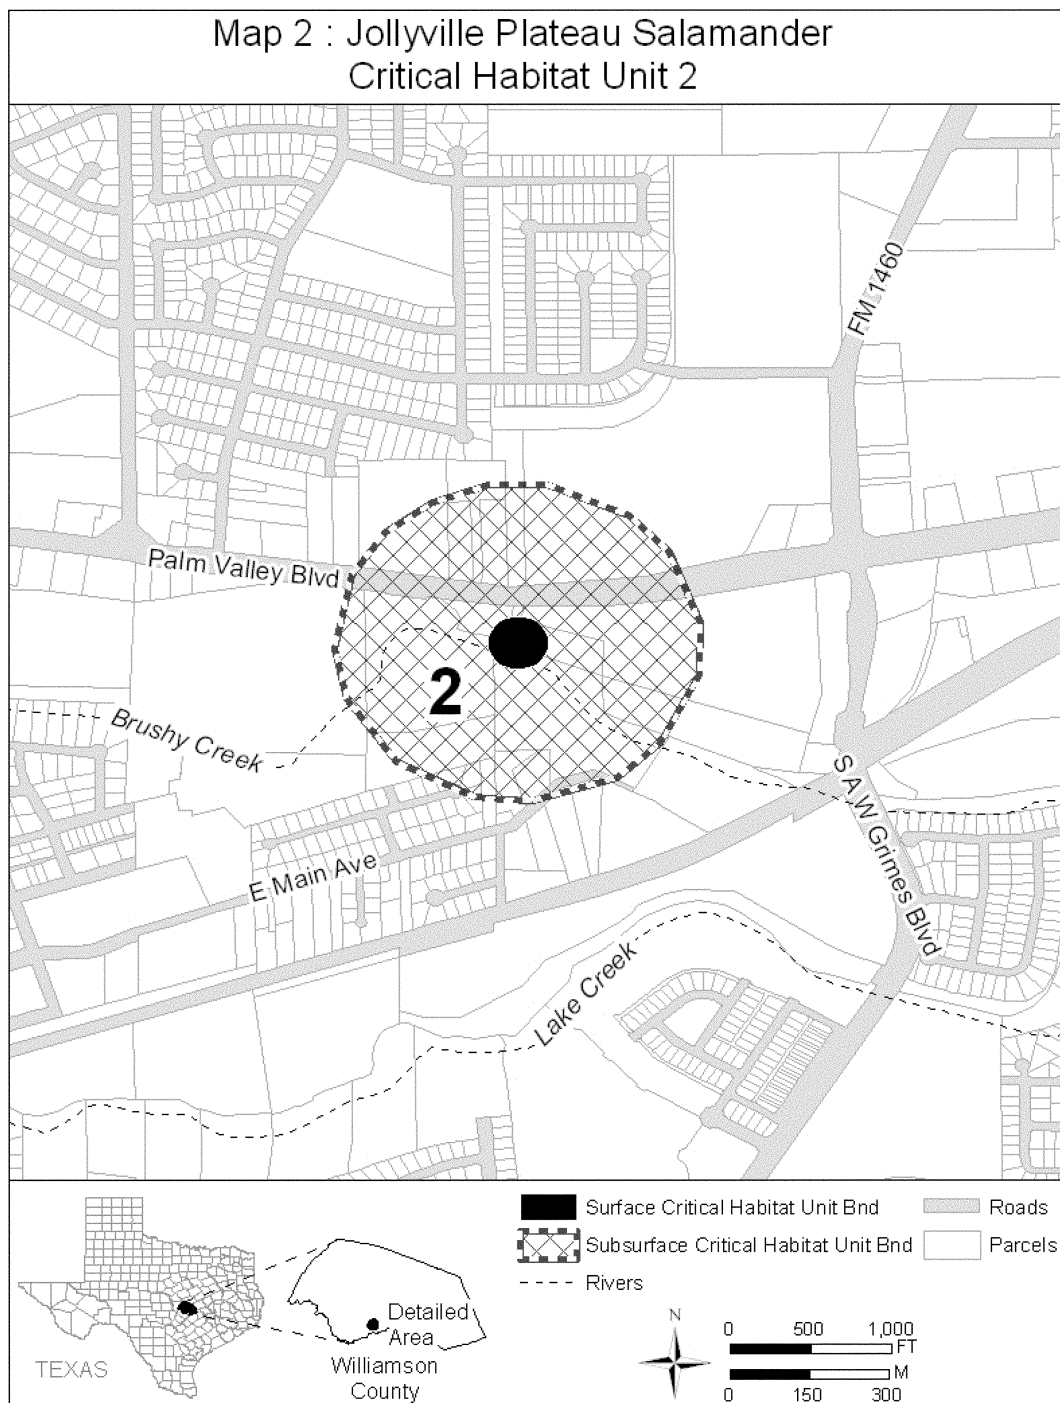 Map 2 : Jollyville Plateau Salamander
Critical Habitat Unit 2
FM 1460
Palm Valley Blvd
2
Brushy Creek
S A W Grimes Blvd
E Main Ave
Lake Creek
Surface Critical Habitat Unit Bnd
Roads
Subsurface Critical Habitat Unit Bnd
Parcels
Rivers
Detailed
Area
TEXAS
Williamson
County
N
0 500 1,000
FT
M
0 150 300